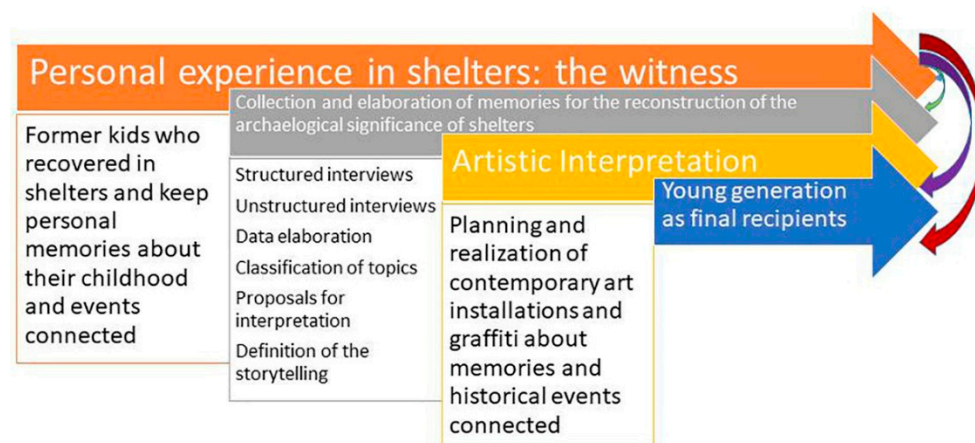 Personal experience in shelters: the witness
Former kids who
recovered in
shelters and keep
personal
memories about
their childhood
and events
connected
Collection and elaboration of memories for the reconstruction of the
archaelogical significance of shelters
Structured interviews
Unstructured interviews
Data elaboration
Classification of topics
Proposals for
interpretation
Definition of the
storytelling
Artistic Interpretation
Planning and
realization of
contemporary art
installations and
graffiti about
memories and
historical events
connected
Young generation
as final recipients